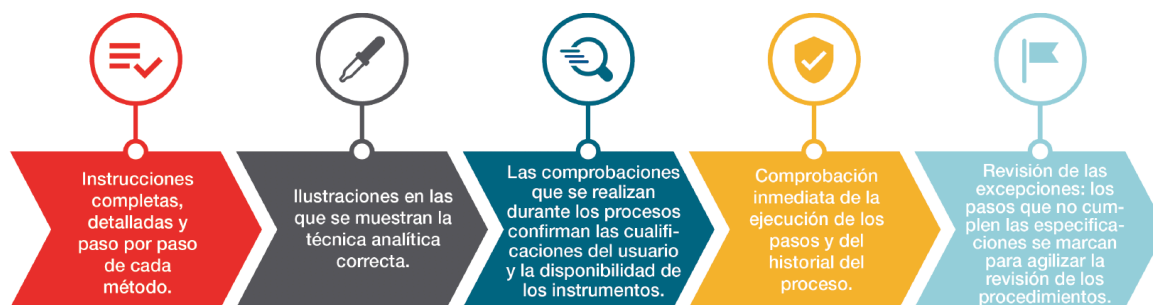 Instrucciones
completas,
detalladas y
paso por paso
de cada
método.
Ilustraciones en las
que se muestran la
técnica analítica
correcta.
Las comprobaciones
que se realizan
durante los procesos
confirman las cualifi-
caciones del usuario
y la disponibilidad de
los instrumentos.
Comprobación
inmediata de la
ejecución de los
pasos y del
historial del
proceso.
Revisión de las
excepciones: los
pasos que no cum-
plen las especifica-
ciones se marcan
para agilizar la
revisión de los
procedimientos.